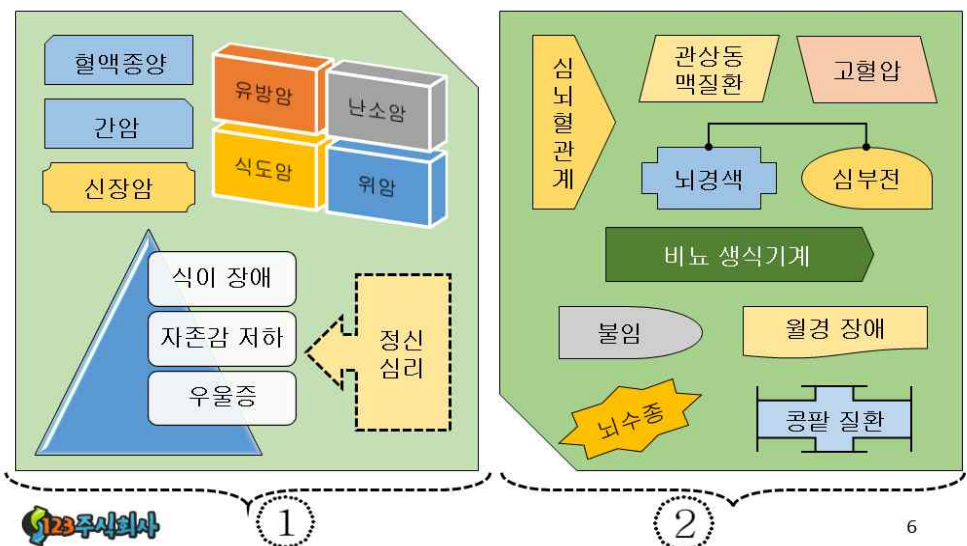 혈액종양
간암
신장암
유방암
난소암
식도암
위암
식이 장애
자존감 저하
우울증
정신
심리
심
뇌
혈
관
계
관상동
맥질환
고혈압
뇌경색
심부전
비뇨 생식기계
불임
월경 장애
뇌수종
콩팥 질환
1
2
123주식회사
6